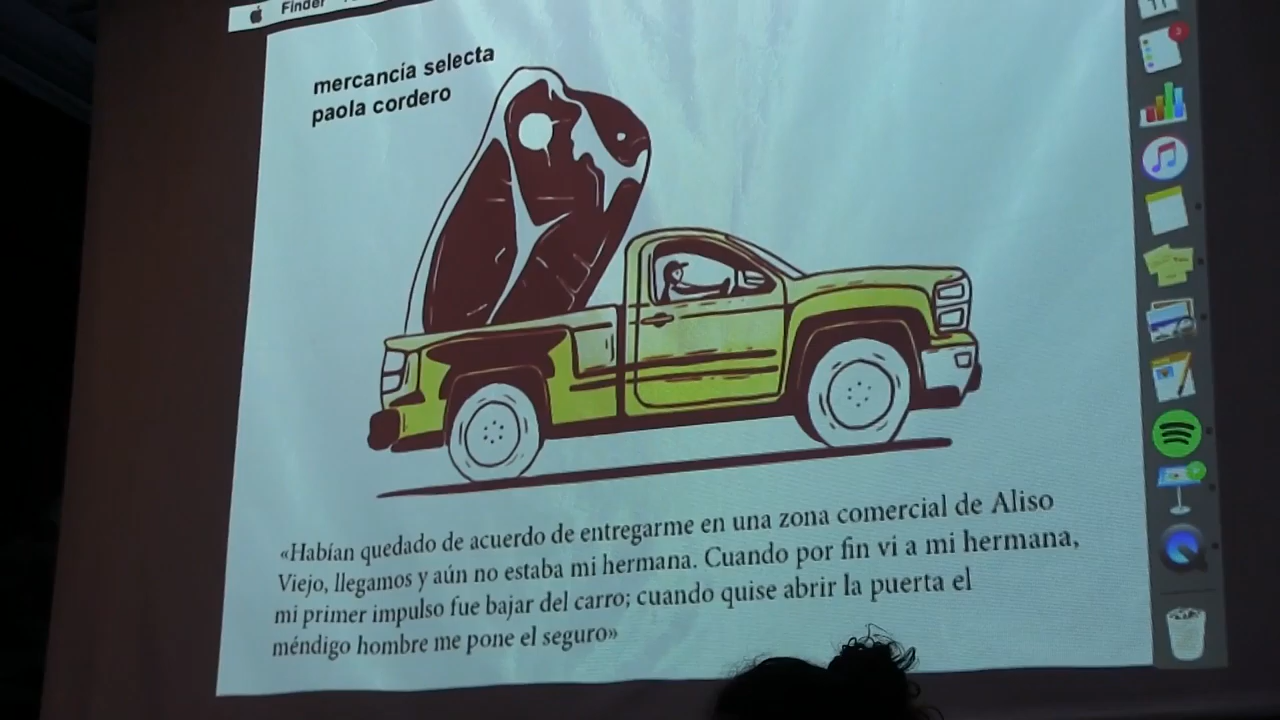 Finder
mercancía selecta
paola cordero
«Habían quedado de acuerdo de entregarme en una zona comercial de Aliso
Viejo, llegamos y aún no estaba mi hermana. Cuando por fin vi a mi hermana,
mi primer impulso fue bajar del carro; cuando quise abrir la puerta el
méndigo hombre me pone el seguro»